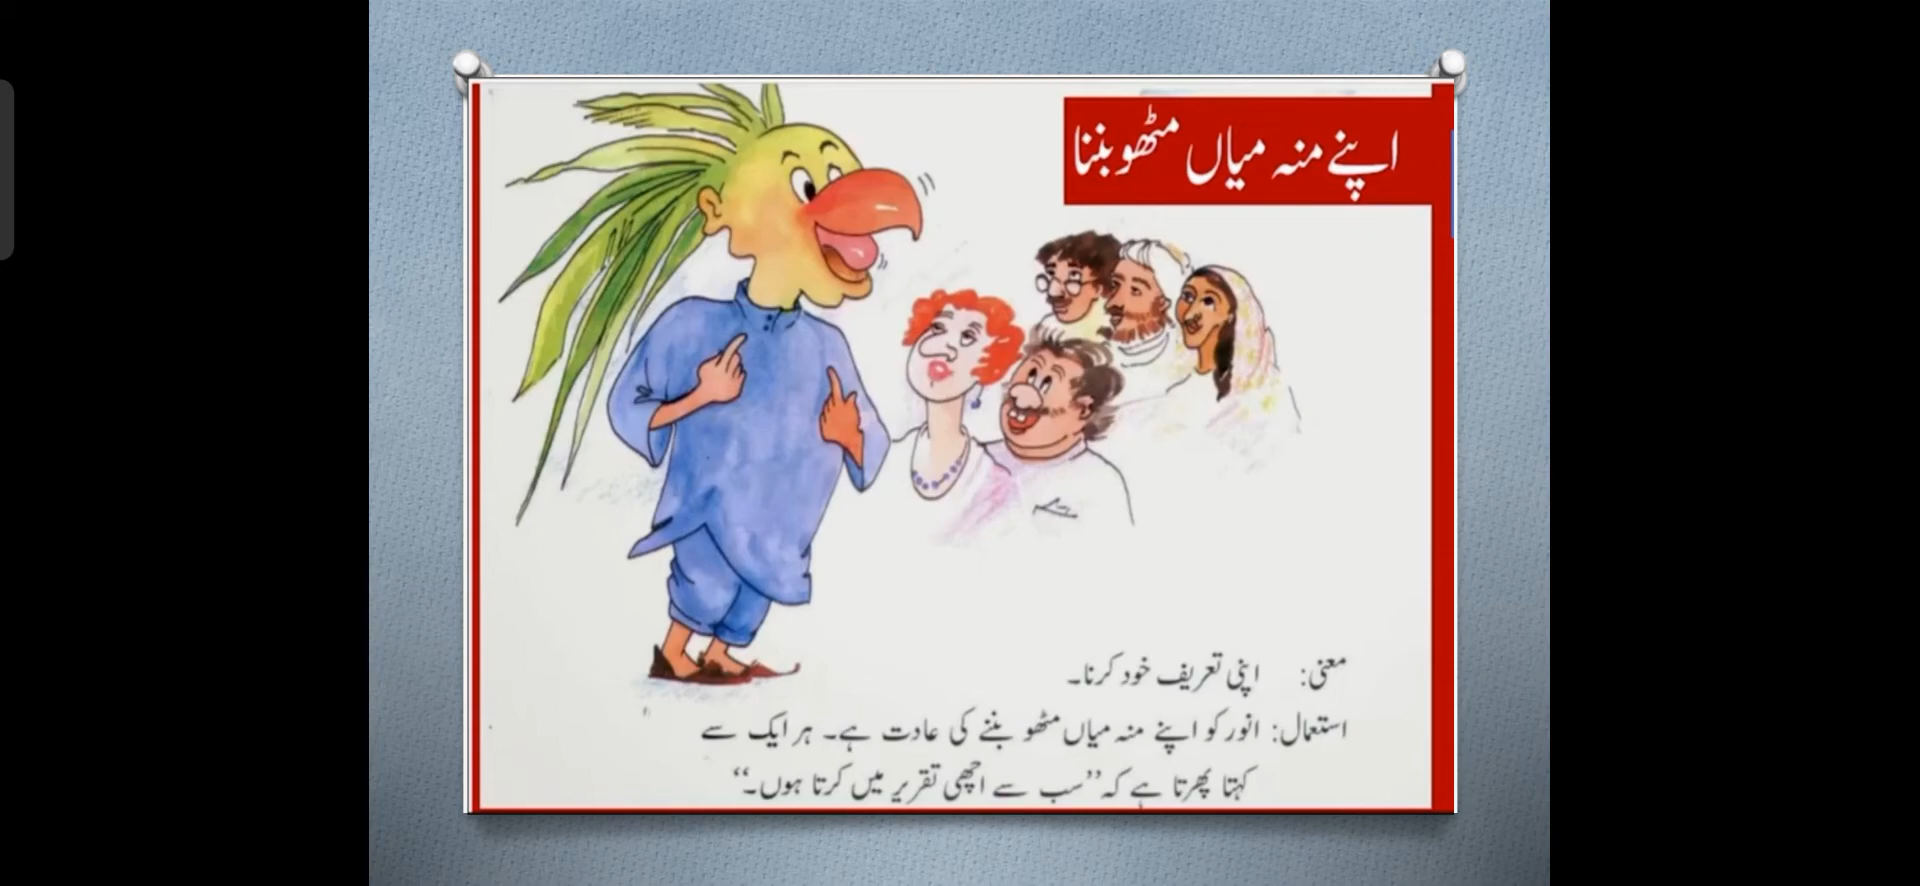 اپنے منہ میاں مٹھو بننا
معنی: اپنی تعریف خود کرنا۔
استعمال: انور کو اپنے منہ میاں مٹھو بننے کی عادت ہے۔ ہر ایک سے
کہتا پھرتا ہے کہ ”سب سے اچھی تقریر میں کرتا ہوں۔“